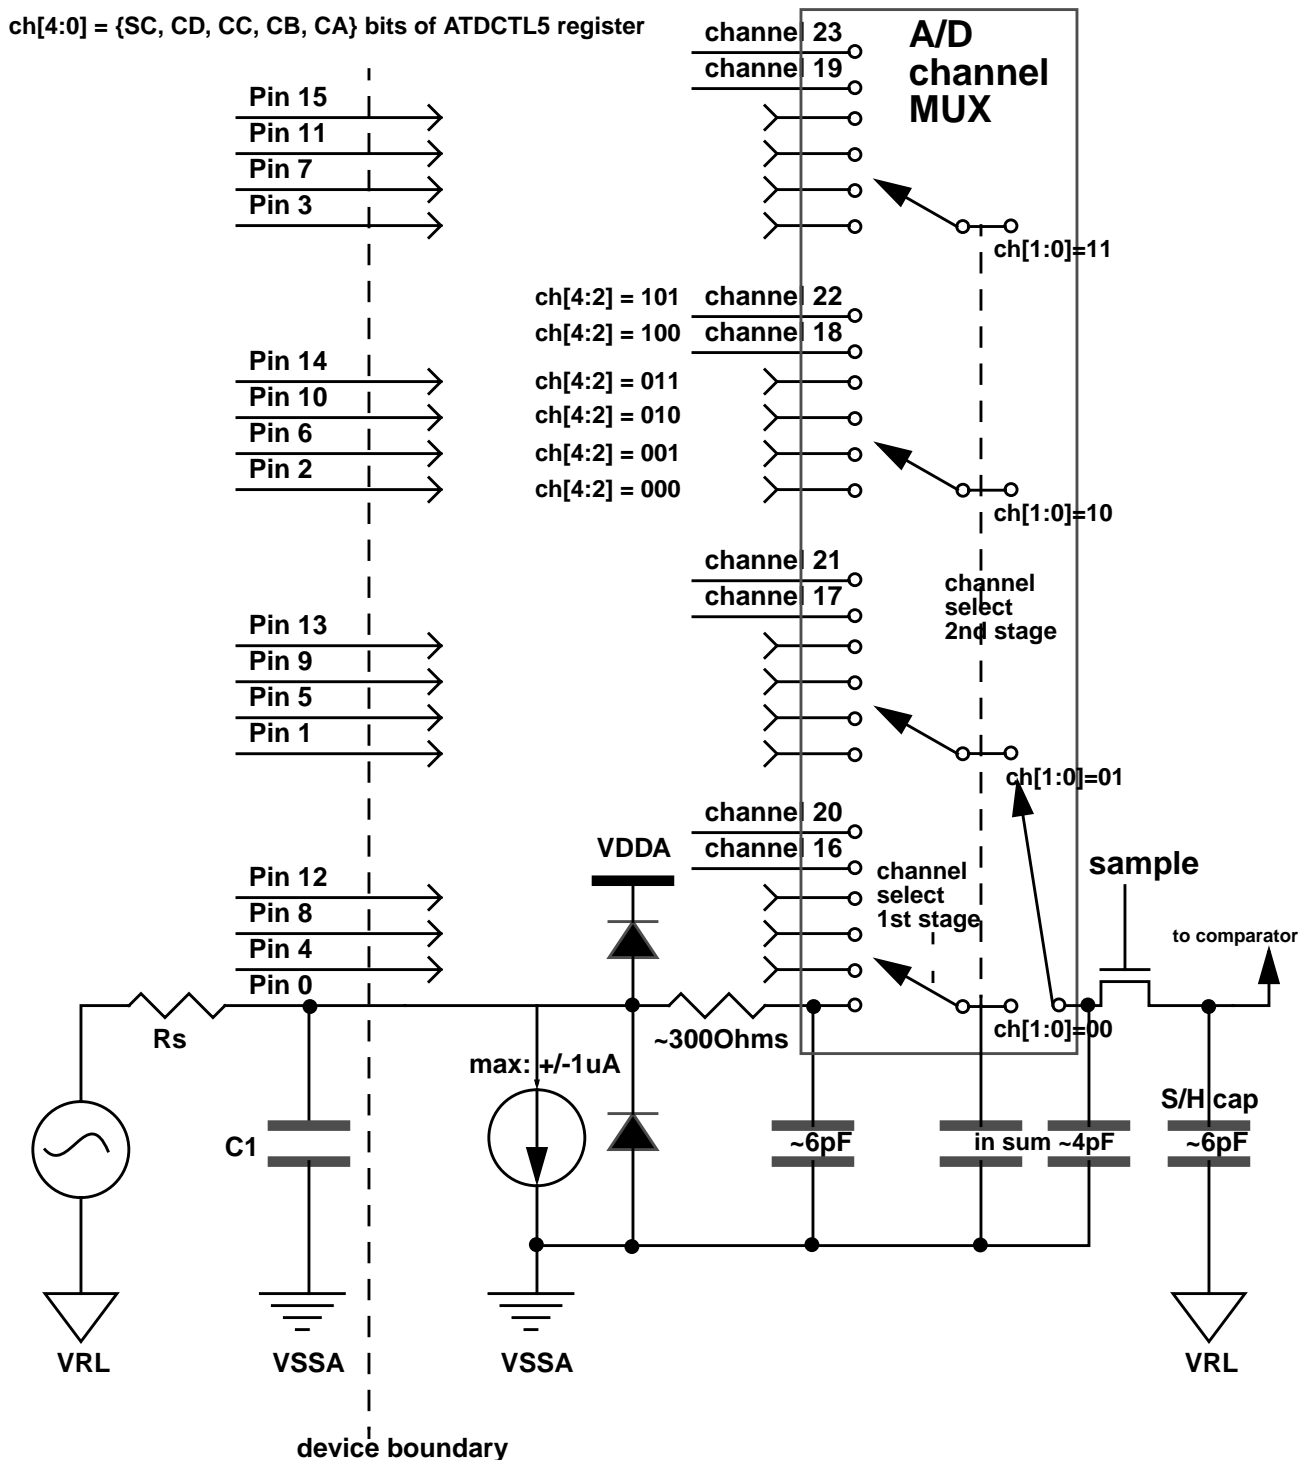 ch[4:0] = {SC, CD, CC, CB, CA} bits of ATDCTL5 register
channel 23
channel 19
A/D
channel
MUX
Pin 15
Pin 11
Pin 7
Pin 3
ch[1:0]=11
ch[4:2] = 101
channel 22
ch[4:2] = 100
channel 18
Pin 14
ch[4:2] = 011
Pin 10
ch[4:2] = 010
Pin 6
ch[4:2] = 001
Pin 2
ch[4:2] = 000
ch[1:0]=10
channel 21
channel 17
channel
select
2nd stage
Pin 13
Pin 9
Pin 5
Pin 1
ch[1:0]=01
channel 20
channel 16
VDDA
channel
select
1st stage
sample
Pin 12
Pin 8
Pin 4
Pin 0
to comparator
Rs
~300Ohms
ch[1:0]=00
max: +/-1uA
C1
~6pF
in sum ~4pF
S/H cap
~6pF
VRL
VSSA
VSSA
VRL
device boundary